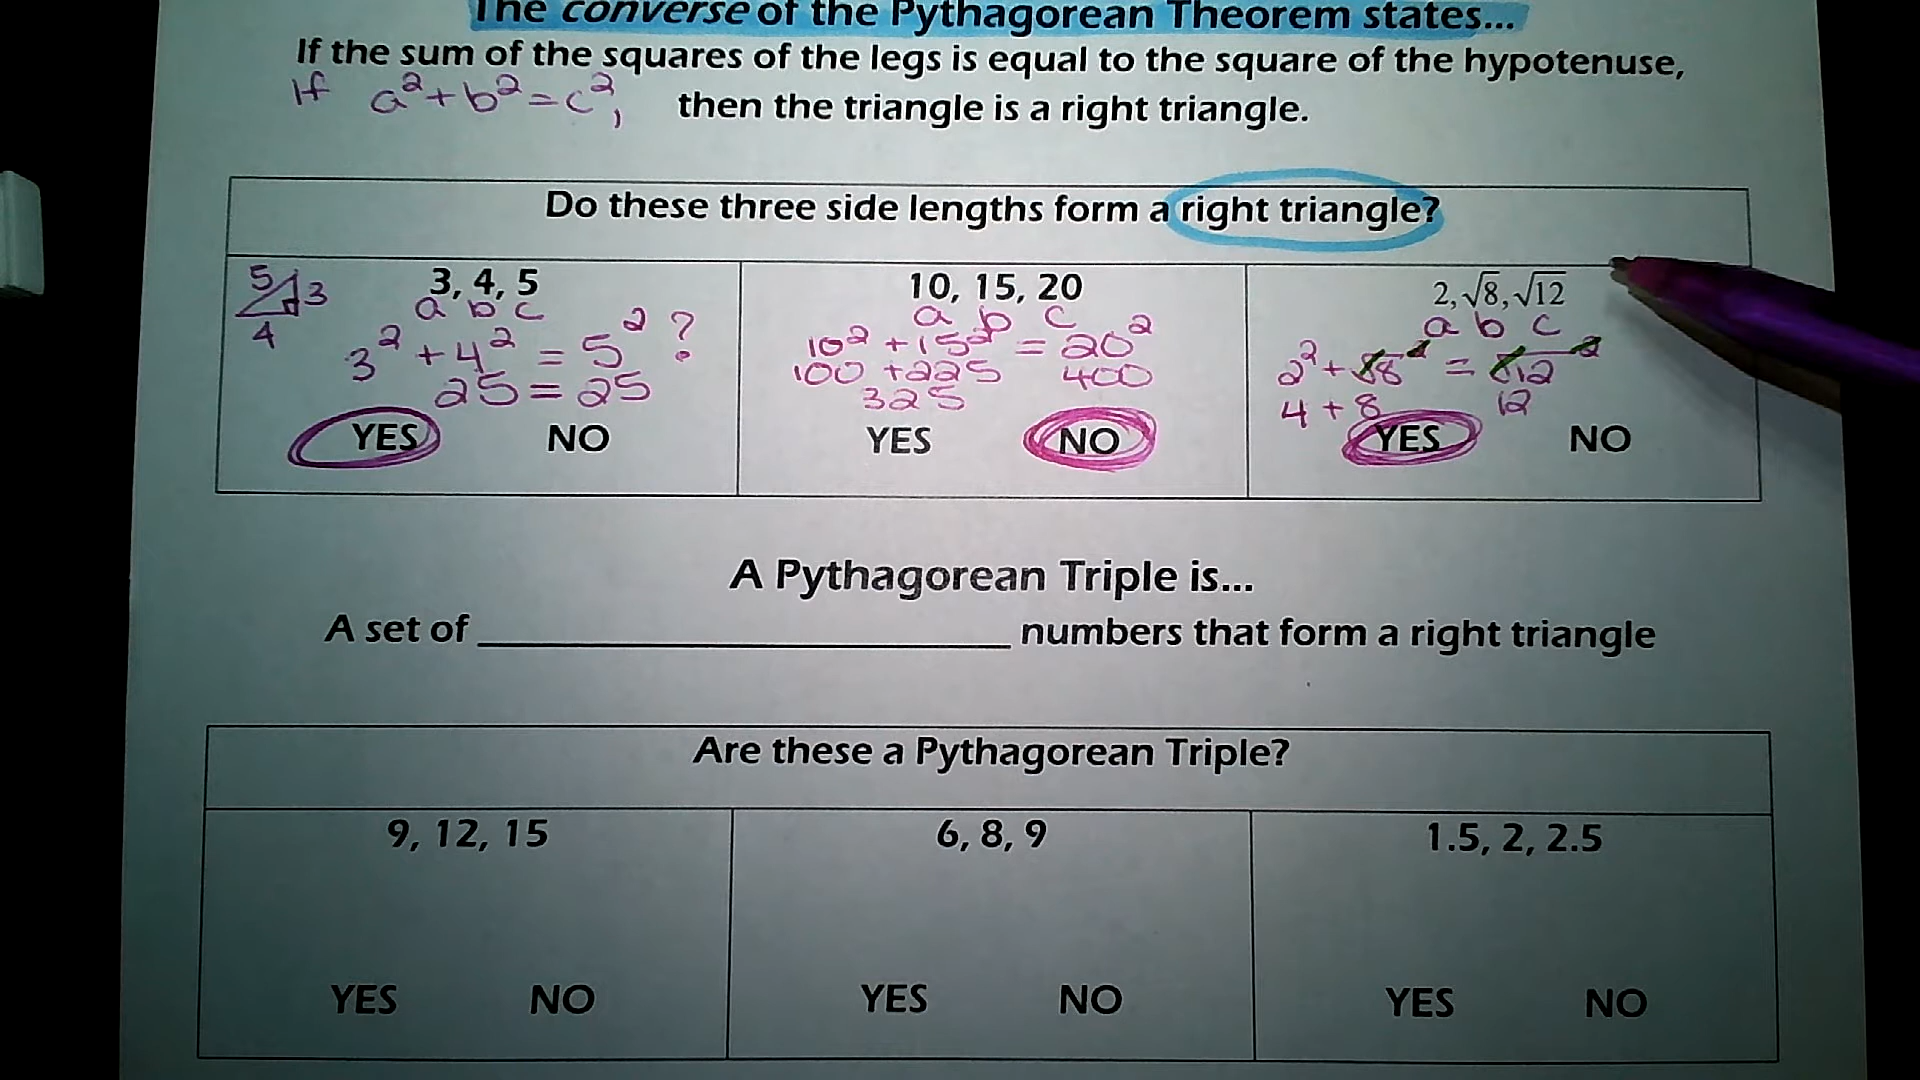 The converse of the Pythagorean Theorem states...
If the sum of the squares of the legs is equal to the square of the hypotenuse,
If a² + b² = c², then the triangle is a right triangle.
Do these three side lengths form a right triangle?
3, 4, 5
a b c
5 3
4
3² + 4² = 5² ?
25 = 25
YES NO
10, 15, 20
a b c
10² + 15² = 20²
100 + 225 400
325
YES NO
2, √8, √12
a b c
2² + √8² = √12²
4 + 8 12
YES NO
A Pythagorean Triple is...
A set of ____________________ numbers that form a right triangle
Are these a Pythagorean Triple?
9, 12, 15
YES NO
6, 8, 9
YES NO
1.5, 2, 2.5
YES NO